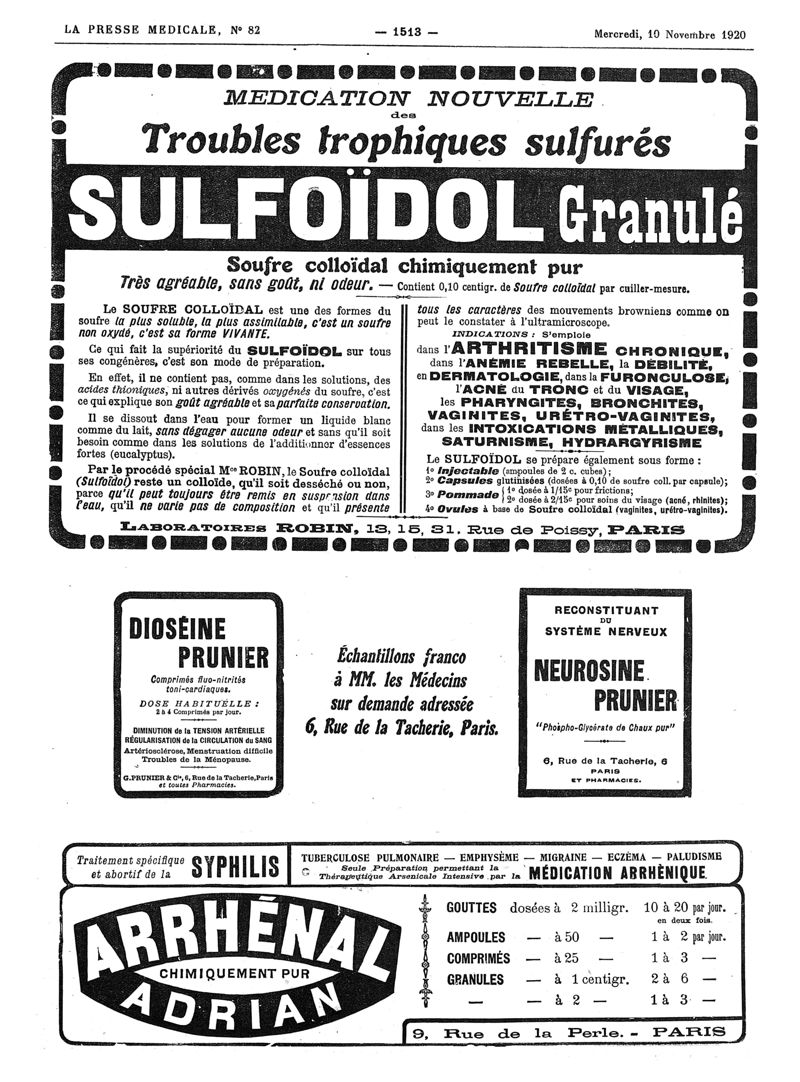 LA PRESSE MEDICALE, N° 82
— 1513 —
Mercredi, 10 Novembre 1920
MEDICATION NOUVELLE
des
Troubles trophiques sulfurés
SULFOÏDOL Granulé
Soufre colloïdal chimiquement pur
Très agréable, sans goût, ni odeur. — Contient 0,10 centigr. de Soufre colloïdal par cuiller-mesure.
Le SOUFRE COLLOÏDAL est une des formes du
soufre la plus soluble, la plus assimilable, c'est un soufre
non oxydé, c'est sa forme VIVANTE.
Ce qui fait la supériorité du SULFOÏDOL sur tous
ses congénères, c'est son mode de préparation.
En effet, il ne contient pas, comme dans les solutions, des
acides thioniques, ni autres dérivés oxygénés du soufre, c'est
ce qui explique son goût agréable et sa parfaite conservation.
Il se dissout dans l'eau pour former un liquide blanc
comme du lait, sans dégager aucune odeur et sans qu'il soit
besoin comme dans les solutions de l'additionner d'essences
fortes (eucalyptus).
Par le procédé spécial Mce ROBIN, le Soufre colloïdal
(Sulfoïdol) reste un colloïde, qu'il soit desséché ou non,
parce qu'il peut toujours être remis en suspension dans
l'eau, qu'il ne varie pas de composition et qu'il présente
tous les caractères des mouvements browniens comme on
peut le constater à l'ultramicroscope.
INDICATIONS : S'emploie
dans l'ARTHRITISME CHRONIQUE,
dans l'ANÉMIE REBELLE, la DÉBILITÉ,
en DERMATOLOGIE, dans la FURONCULOSE,
l'ACNÉ du TRONC et du VISAGE,
les PHARYNGITES, BRONCHITES,
VAGINITES, URÉTRO-VAGINITES,
dans les INTOXICATIONS MÉTALLIQUES,
SATURNISME, HYDRARGYRISME
Le SULFOÏDOL se prépare également sous forme :
1° Injectable (ampoules de 2 c. cubes) ;
2° Capsules glutinisées (dosées à 0,10 de soufre coll. par capsule) ;
3° Pommade { 1° dosée à 1/15e pour frictions ;
2° dosée à 2/15e pour soins du visage (acné, rhinites) ;
4° Ovules à base de Soufre colloïdal (vaginites, urétro-vaginites).
LABORATOIRES ROBIN, 13, 15, 31, Rue de Poissy, PARIS
DIOSÉINE
PRUNIER
Comprimés fluo-nitrités
toni-cardiaques.
DOSE HABITUELLE :
2 à 4 Comprimés par jour.
DIMINUTION de la TENSION ARTÉRIELLE
RÉGULARISATION de la CIRCULATION du SANG
Artériosclérose, Menstruation difficile
Troubles de la Ménopause.
G. PRUNIER & Cie, 6, Rue de la Tacherie, Paris
et toutes Pharmacies.
Échantillons franco
à MM. les Médecins
sur demande adressée
6, Rue de la Tacherie, Paris.
RECONSTITUANT
DU
SYSTÈME NERVEUX
NEUROSINE
PRUNIER
"Phospho-Glycérate de Chaux pur"
6, Rue de la Tacherie, 6
PARIS
ET PHARMACIES.
Traitement spécifique
et abortif de la SYPHILIS
TUBERCULOSE PULMONAIRE — EMPHYSÈME — MIGRAINE — ECZÉMA — PALUDISME
Seule Préparation permettant la
Thérapeutique Arsenicale Intensive par la MÉDICATION ARRHÉNIQUE
ARRHÉNAL
CHIMIQUEMENT PUR
ADRIAN
GOUTTES dosées à 2 milligr. 10 à 20 par jour.
en deux fois.
AMPOULES — à 50 — 1 à 2 par jour.
COMPRIMÉS — à 25 — 1 à 3 —
GRANULES — à 1 centigr. 2 à 6 —
— — à 2 — 1 à 3 —
9, Rue de la Perle. - PARIS